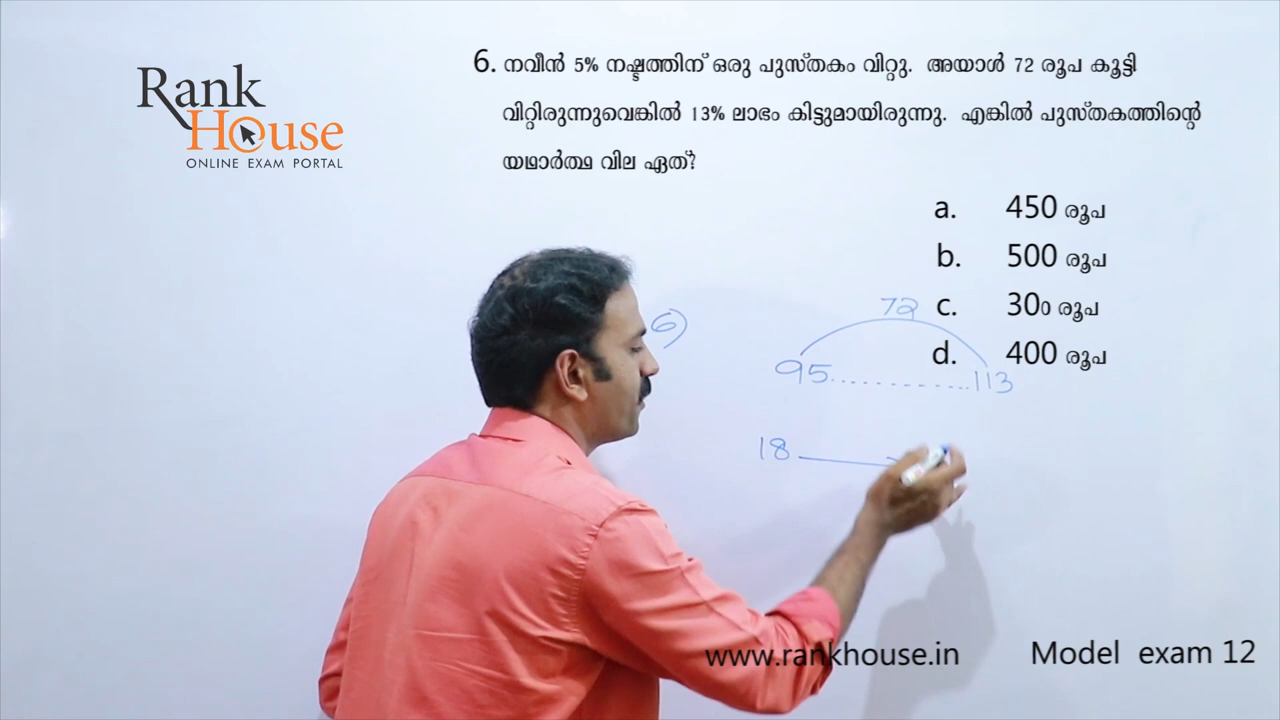 Rank
House
ONLINE EXAM PORTAL
6. നവീൻ 5% നഷ്ടത്തിന് ഒരു പുസ്തകം വിറ്റു. അയാൾ 72 രൂപ കൂട്ടി
വിറ്റിരുന്നുവെങ്കിൽ 13% ലാഭം കിട്ടുമായിരുന്നു. എങ്കിൽ പുസ്തകത്തിന്റെ
യഥാർത്ഥ വില ഏത്?
a. 450 രൂപ
b. 500 രൂപ
c. 300 രൂപ
d. 400 രൂപ
6)
72
95............113
18
www.rankhouse.in Model exam 12